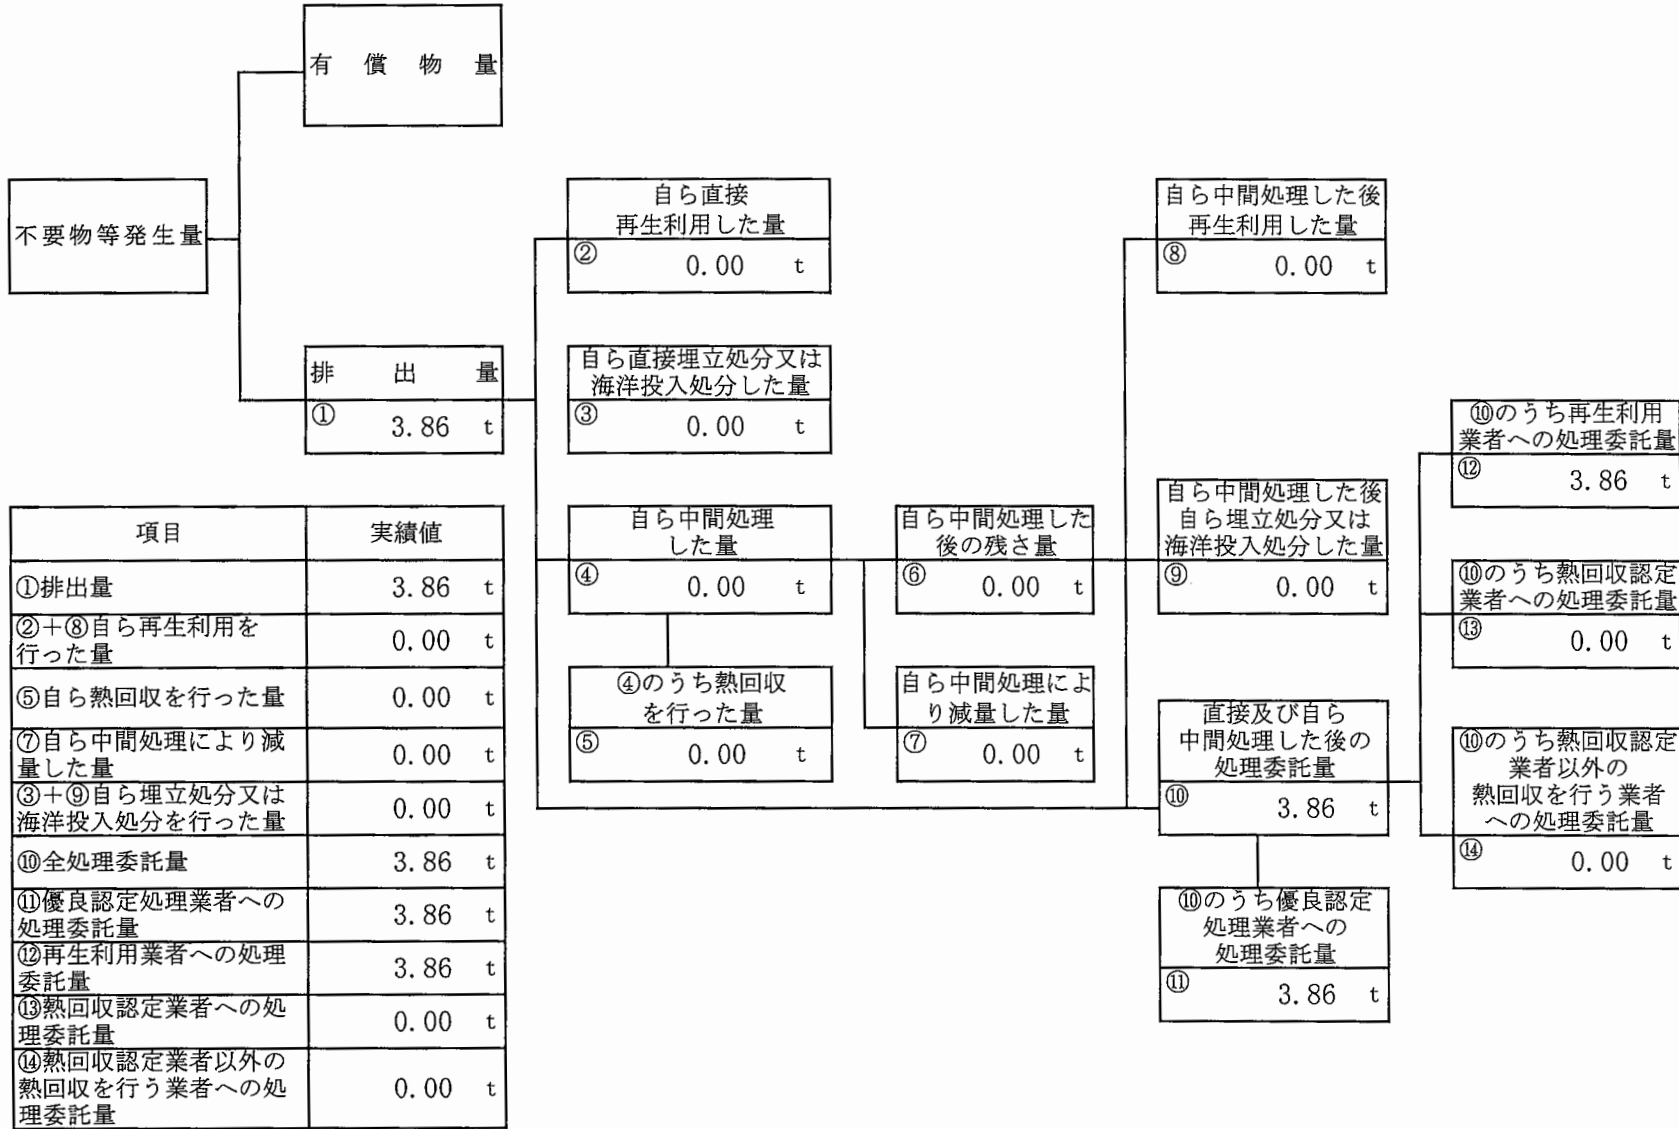 有償物量
不要物等発生量
排出量
① 3.86 t
自ら直接
再生利用した量
② 0.00 t
自ら直接埋立処分又は
海洋投入処分した量
③ 0.00 t
自ら中間処理
した量
④ 0.00 t
④のうち熱回収
を行った量
⑤ 0.00 t
自ら中間処理した
後の残さ量
⑥ 0.00 t
自ら中間処理によ
り減量した量
⑦ 0.00 t
自ら中間処理した後
再生利用した量
⑧ 0.00 t
自ら中間処理した後
自ら埋立処分又は
海洋投入処分した量
⑨ 0.00 t
直接及び自ら
中間処理した後の
処理委託量
⑩ 3.86 t
⑩のうち優良認定
処理業者への
処理委託量
⑪ 3.86 t
⑩のうち再生利用
業者への処理委託量
⑫ 3.86 t
⑩のうち熱回収認定
業者への処理委託量
⑬ 0.00 t
⑩のうち熱回収認定
業者以外の
熱回収を行う業者
への処理委託量
⑭ 0.00 t
項目 実績値
①排出量 3.86 t
②＋⑧自ら再生利用を
行った量 0.00 t
⑤自ら熱回収を行った量 0.00 t
⑦自ら中間処理により減
量した量 0.00 t
③＋⑨自ら埋立処分又は
海洋投入処分を行った量 0.00 t
⑩全処理委託量 3.86 t
⑪優良認定処理業者への
処理委託量 3.86 t
⑫再生利用業者への処理
委託量 3.86 t
⑬熱回収認定業者への処
理委託量 0.00 t
⑭熱回収認定業者以外の
熱回収を行う業者への処
理委託量 0.00 t